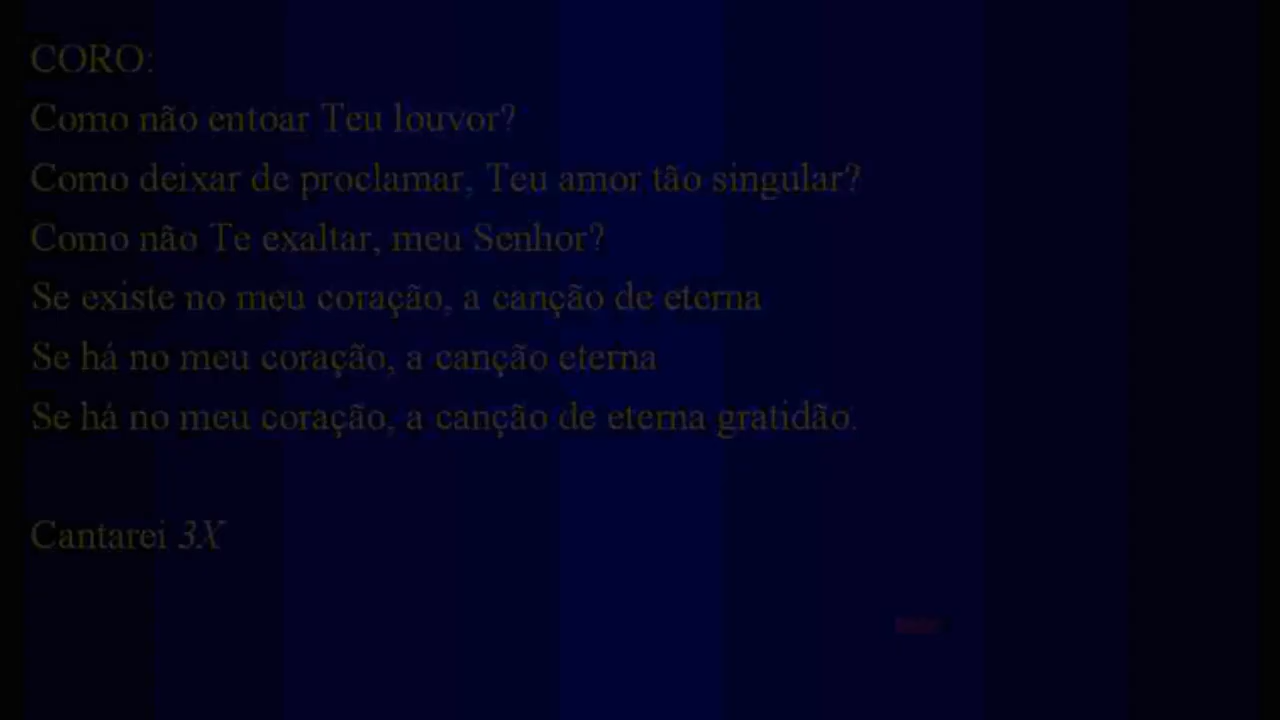 CORO:
Como não entoar Teu louvor?
Como deixar de proclamar, Teu amor tão singular?
Como não Te exaltar, meu Senhor?
Se existe no meu coração, a canção de eterna
Se há no meu coração, a canção eterna
Se há no meu coração, a canção de eterna gratidão.
Cantarei 3X